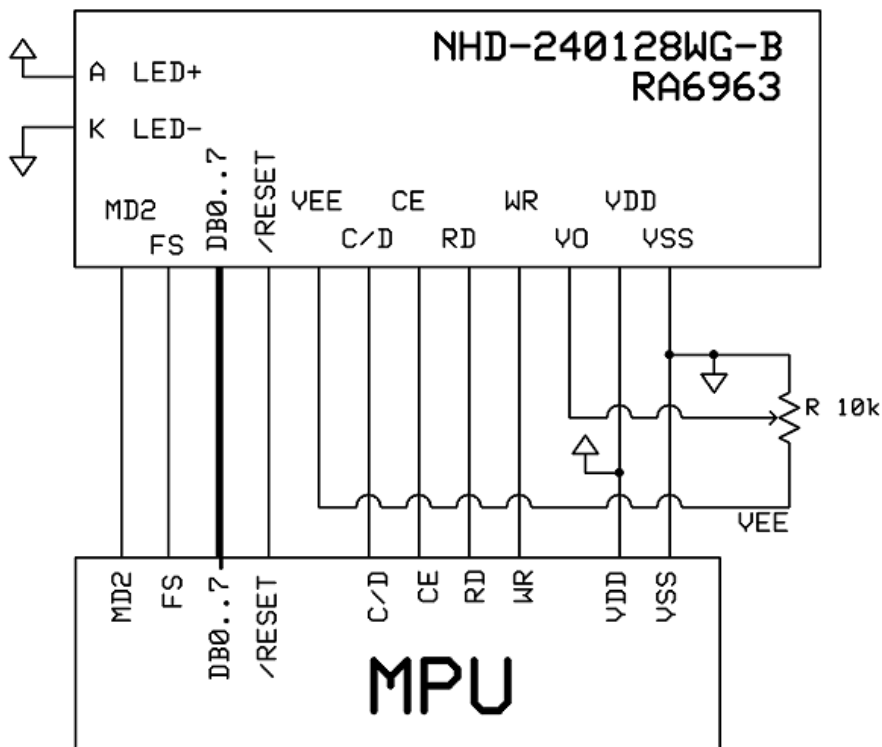 NHD-240128WG-B
RA6963
A LED+
K LED-
MD2
FS
DB0..7
/RESET
VEE
C/D
CE
RD
WR
VO
VDD
VSS
R 10k
VEE
MD2
FS
DB0..7
/RESET
C/D
CE
RD
WR
VDD
VSS
MPU